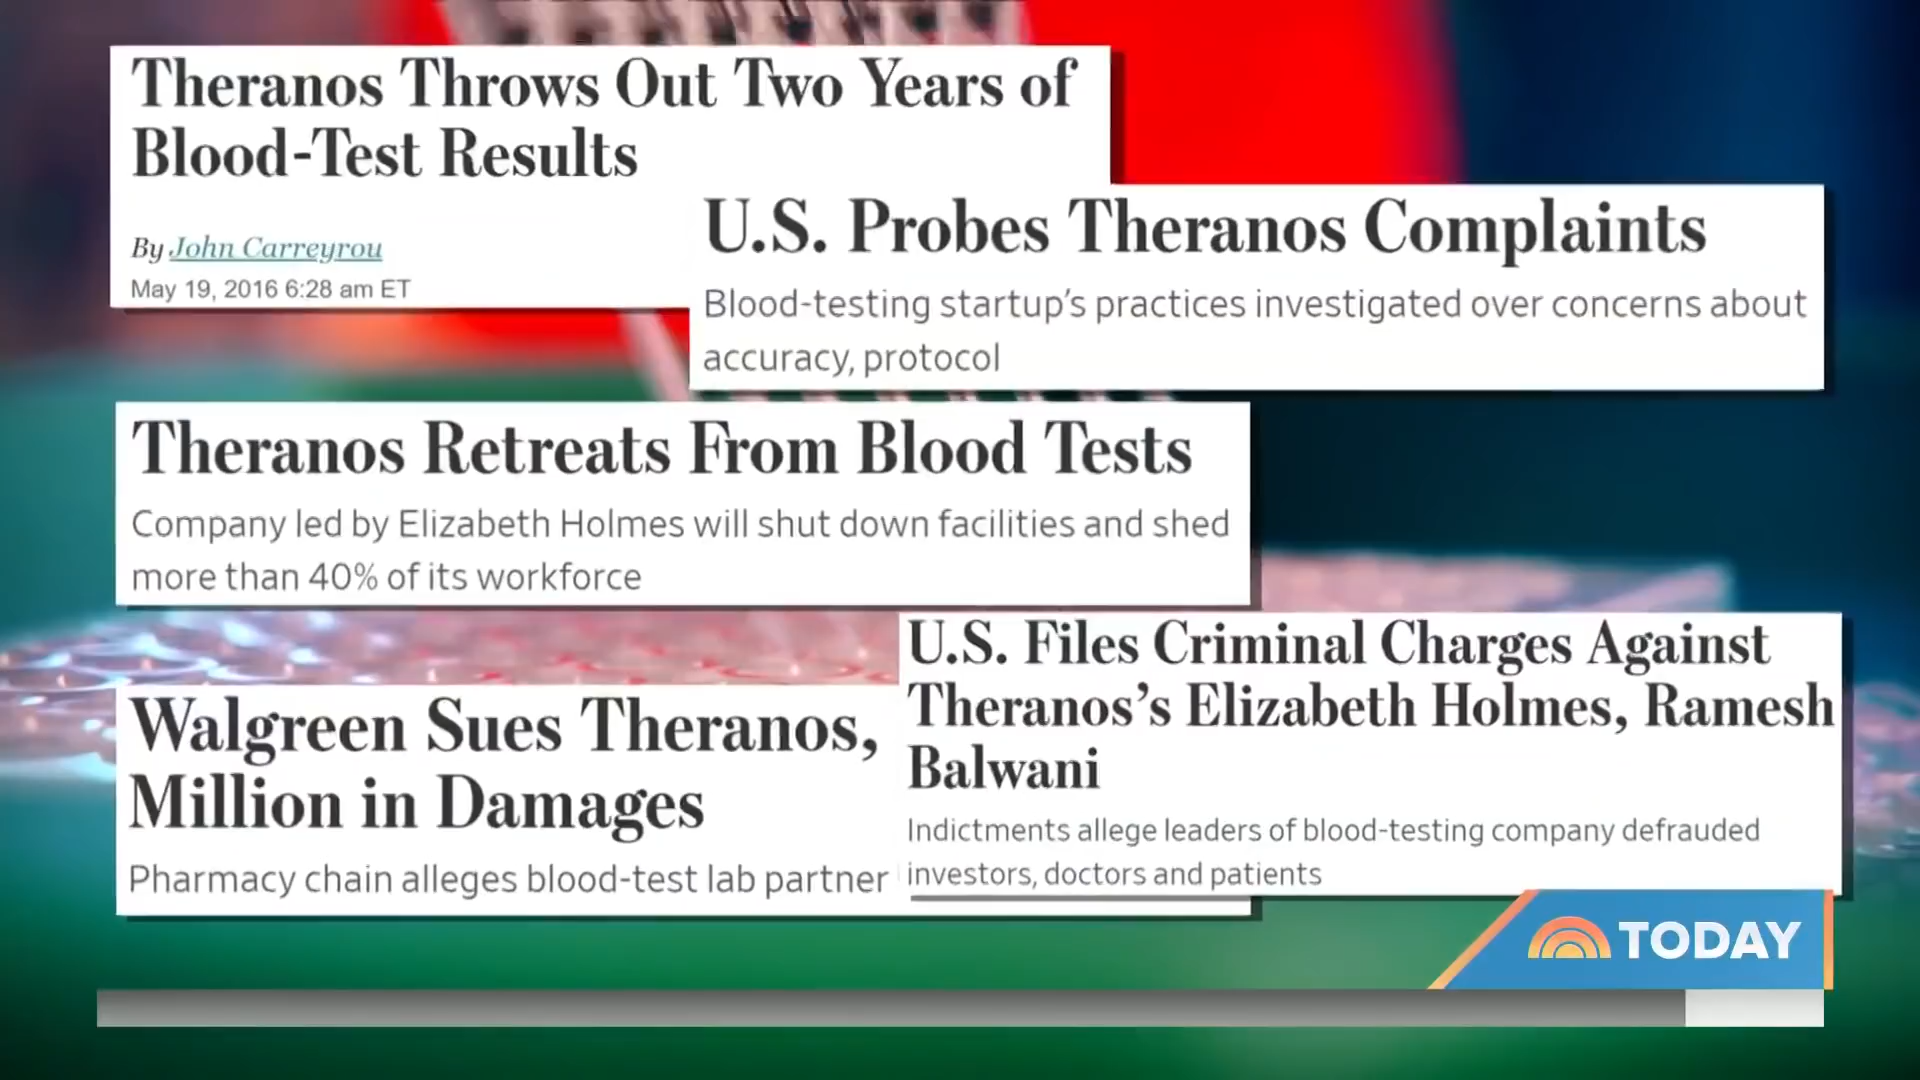 Theranos Throws Out Two Years of
Blood-Test Results
By John Carreyrou
May 19, 2016 6:28 am ET
U.S. Probes Theranos Complaints
Blood-testing startup’s practices investigated over concerns about
accuracy, protocol
Theranos Retreats From Blood Tests
Company led by Elizabeth Holmes will shut down facilities and shed
more than 40% of its workforce
Walgreen Sues Theranos,
Million in Damages
Pharmacy chain alleges blood-test lab partner
U.S. Files Criminal Charges Against
Theranos’s Elizabeth Holmes, Ramesh
Balwani
Indictments allege leaders of blood-testing company defrauded
investors, doctors and patients
TODAY